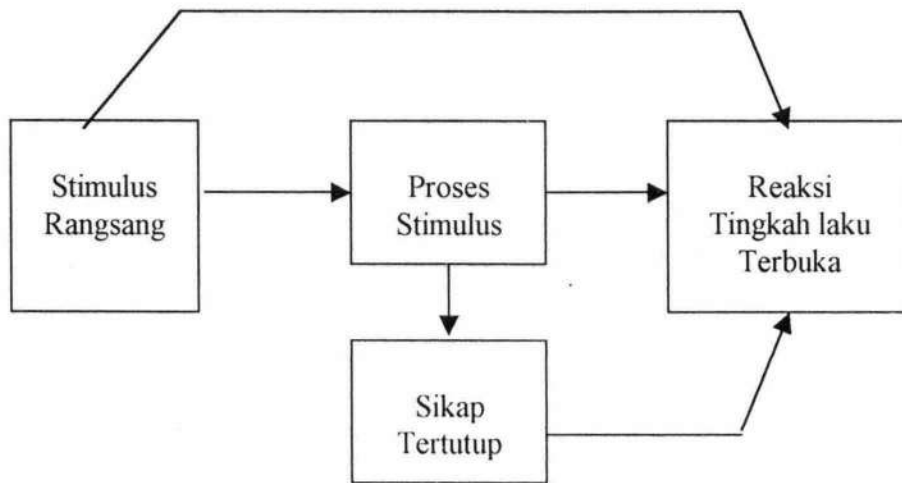 Stimulus
Rangsang
Proses
Stimulus
Reaksi
Tingkah laku
Terbuka
Sikap
Tertutup